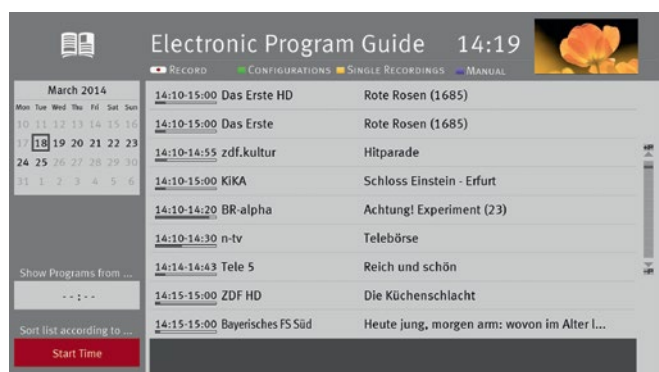 Electronic Program Guide 14:19
RECORD CONFIGURATIONS SINGLE RECORDINGS MANUAL
March 2014
Mon Tue Wed Thu Fri Sat Sun
10 11 12 13 14 15 16
17 18 19 20 21 22 23
24 25 26 27 28 29 30
31 1 2 3 4 5 6
Show Programs from ...
--:--
Sort list according to ...
Start Time
14:10-15:00 Das Erste HD Rote Rosen (1685)
14:10-15:00 Das Erste Rote Rosen (1685)
14:10-14:55 zdf.kultur Hitparade
14:10-15:00 KiKA Schloss Einstein - Erfurt
14:10-14:20 BR-alpha Achtung! Experiment (23)
14:10-14:30 n-tv Telebörse
14:14-14:43 Tele 5 Reich und schön
14:15-15:00 ZDF HD Die Küchenschlacht
14:15-15:00 Bayerisches FS Süd Heute jung, morgen arm: wovon im Alter l...